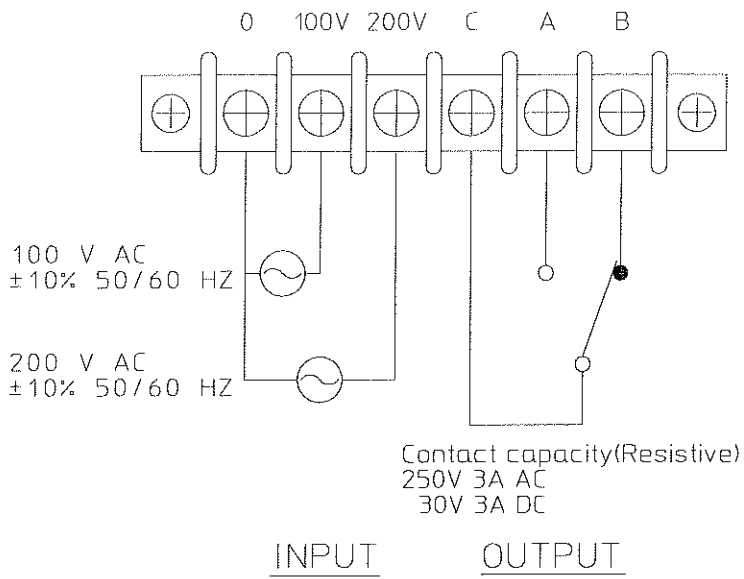 0 100V 200V C A B
100 V AC
±10% 50/60 HZ
200 V AC
±10% 50/60 HZ
Contact capacity(Resistive)
250V 3A AC
30V 3A DC
INPUT OUTPUT